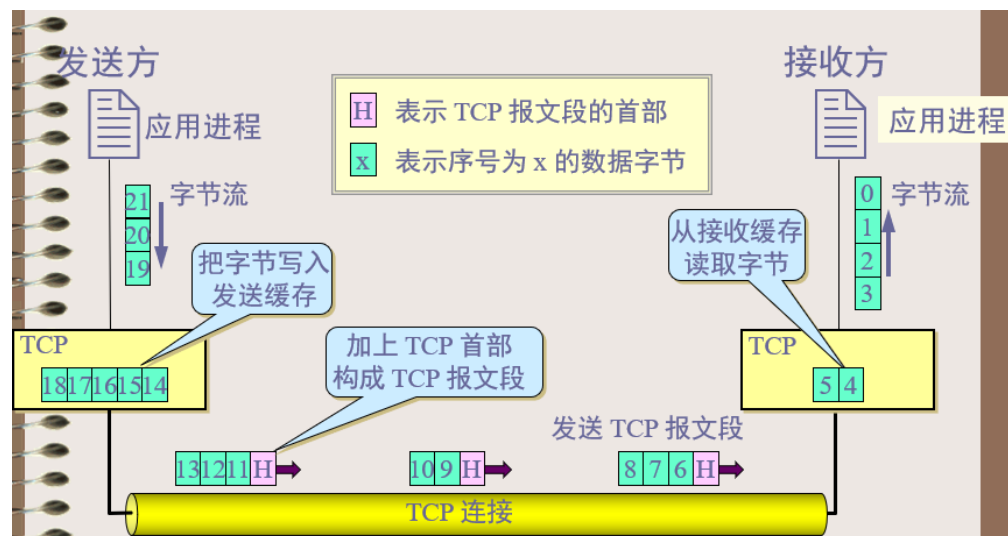 发送方
接收方
H 表示 TCP 报文段的首部
x 表示序号为 x 的数据字节
应用进程
应用进程
21
20
19
字节流
0
1
2
3
字节流
把字节写入
发送缓存
从接收缓存
读取字节
TCP
18 17 16 15 14
加上 TCP 首部
构成 TCP 报文段
TCP
5 4
发送 TCP 报文段
13 12 11 H
10 9 H
8 7 6 H
TCP 连接